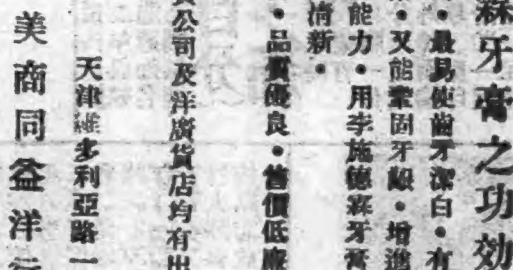 霖牙膏之功効
・最易使齒牙潔白・有
・又能鞏固牙齦・增進
能力・用李施德霖牙膏
清新・
・品質優良・售價低廉
公司及洋廣貨店均有出
天津維多利亞路一
美商同益洋行